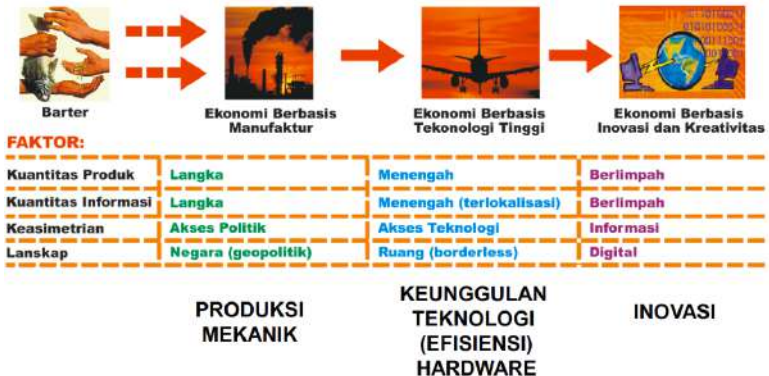 Barter
Ekonomi Berbasis
Manufaktur
Ekonomi Berbasis
Tekonologi Tinggi
Ekonomi Berbasis
Inovasi dan Kreativitas
FAKTOR:
Kuantitas Produk Langka Menengah Berlimpah
Kuantitas Informasi Langka Menengah (terlokalisasi) Berlimpah
Keasimetrian Akses Politik Akses Teknologi Informasi
Lanskap Negara (geopolitik) Ruang (borderless) Digital
PRODUKSI
MEKANIK
KEUNGGULAN
TEKNOLOGI
(EFISIENSI)
HARDWARE
INOVASI